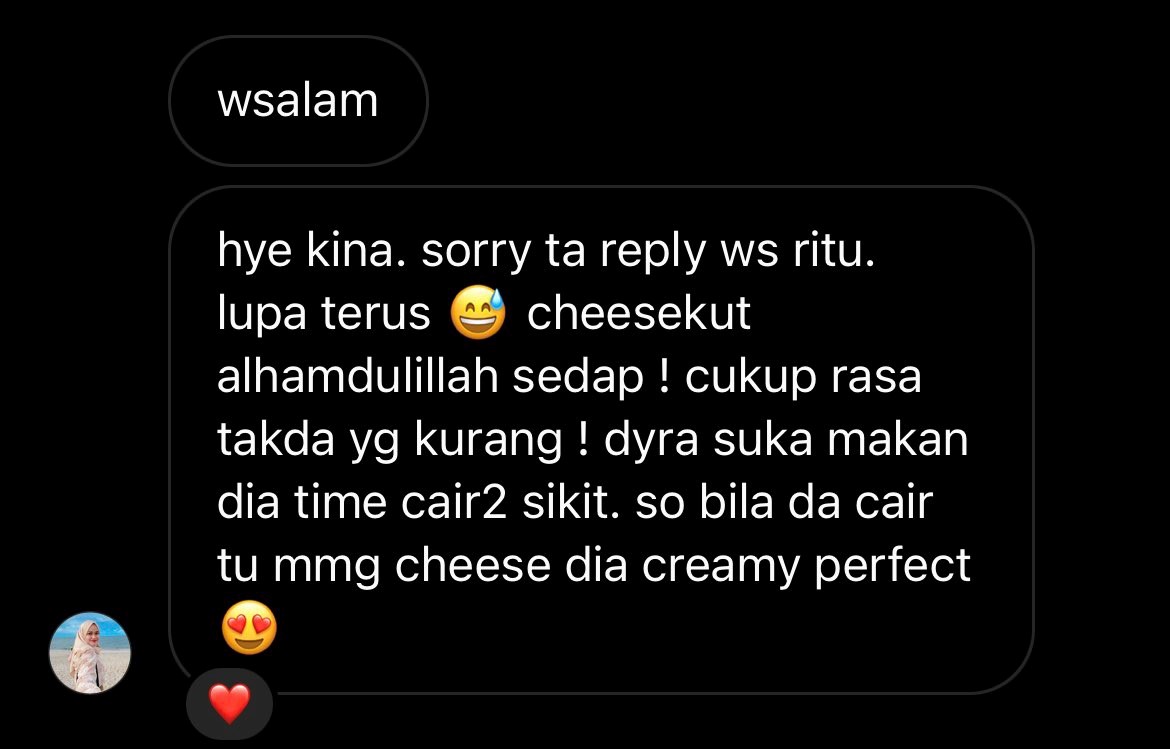 wsalam
hye kina. sorry ta reply ws ritu.
lupa terus 😅 cheesekut
alhamdulillah sedap ! cukup rasa
takda yg kurang ! dyra suka makan
dia time cair2 sikit. so bila da cair
tu mmg cheese dia creamy perfect
😍
❤️